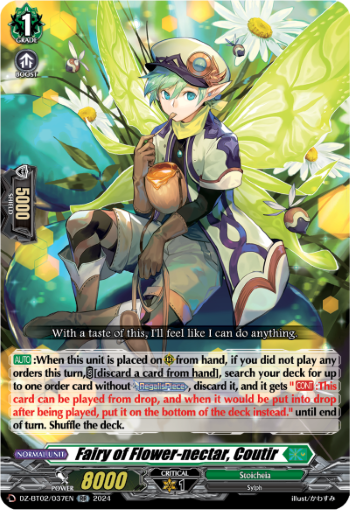 1
GRADE
BOOST
5000
SHIELD
With a taste of this, I'll feel like I can do anything.
AUTO :When this unit is placed on (RC) from hand, if you did not play any
orders this turn, [discard a card from hand], search your deck for up
to one order card without RegalisPiece, discard it, and it gets " CONT :This
card can be played from drop, and when it would be put into drop
after being played, put it on the bottom of the deck instead." until end
of turn. Shuffle the deck.
NORMAL UNIT
Fairy of Flower-nectar, Coutir
POWER 8000
CRITICAL
1
Stoicheia
Sylph
DZ-BT02/037EN RR 2024
illust/かわすみ